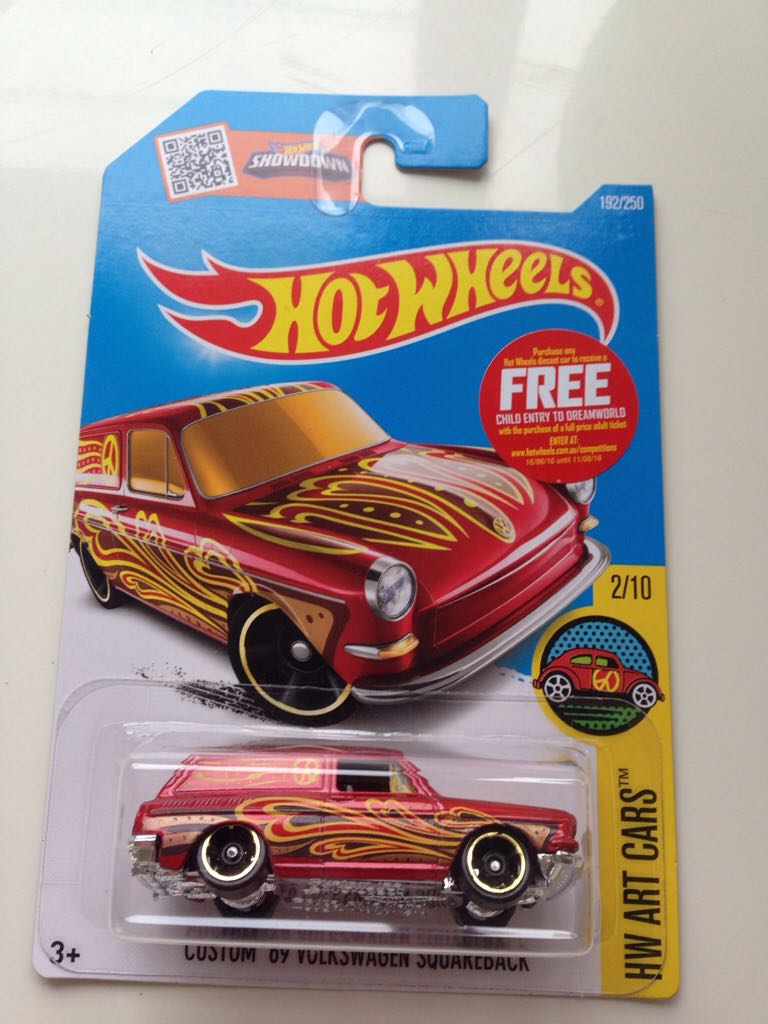 SHOWDOWN
192/250
HOT WHEELS®
Purchase any
Hot Wheels diecast car to receive a
FREE
CHILD ENTRY TO DREAMWORLD
with the purchase of a full price adult ticket
ENTER AT:
www.hotwheels.com.au/competitions
16/06/16 until 11/08/16
2/10
HW ART CARS™
3+
CUSTOM '69 VOLKSWAGEN SQUAREBACK